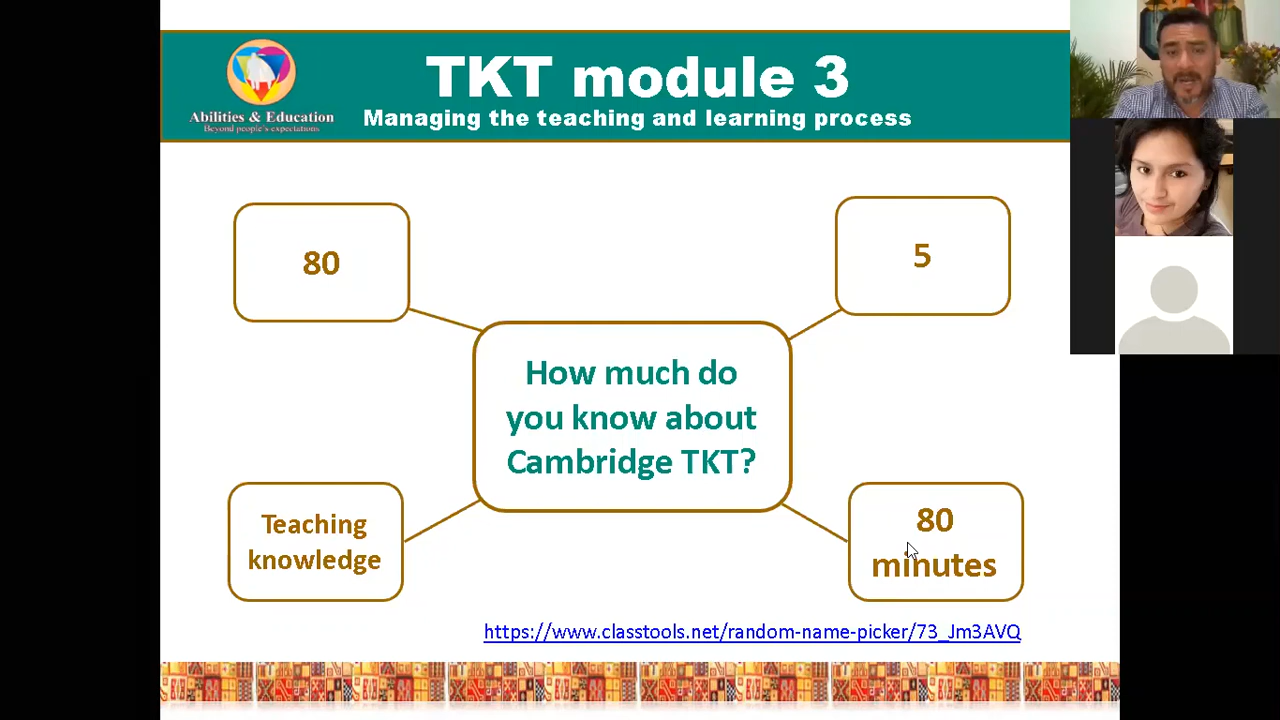 TKT module 3
Managing the teaching and learning process
Abilities & Education
Beyond people's expectations
80
5
How much do
you know about
Cambridge TKT?
Teaching
knowledge
80
minutes
https://www.classtools.net/random-name-picker/73_Jm3AVQ